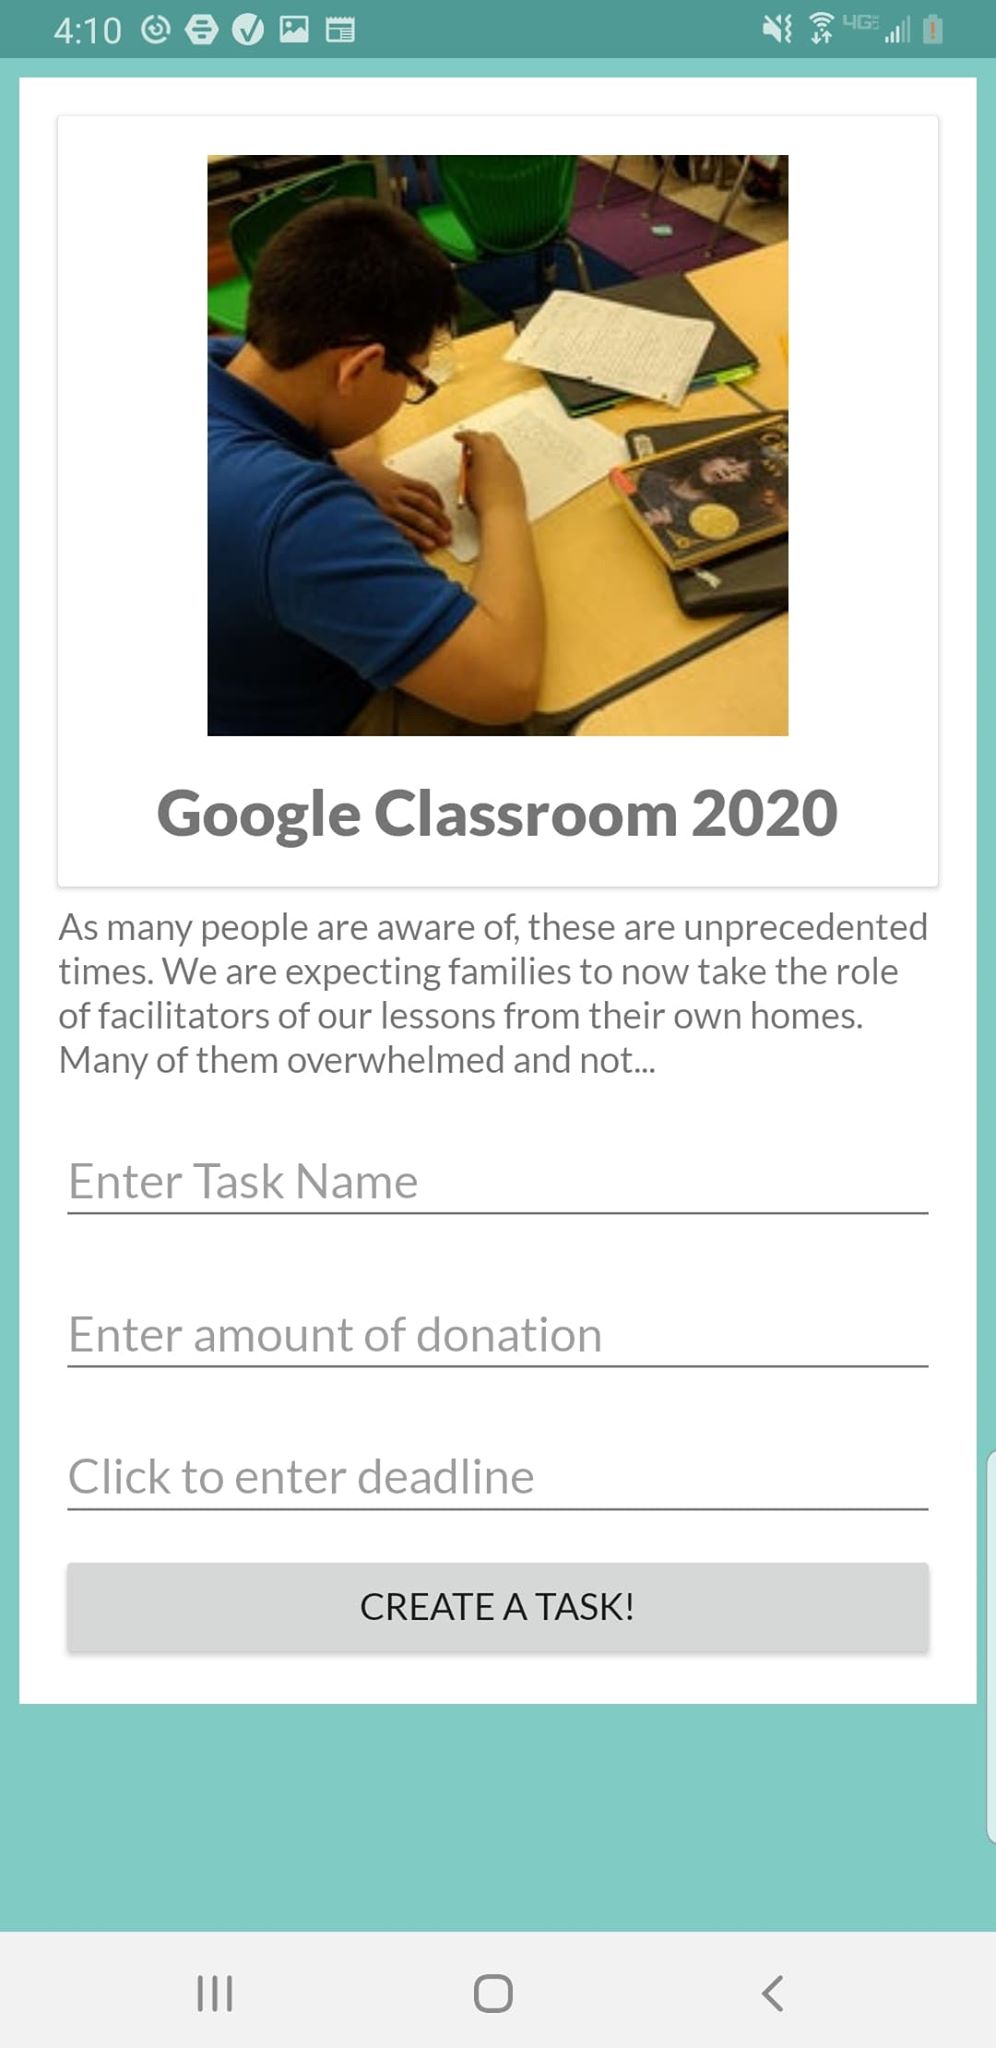 4:10
4GE
Google Classroom 2020
As many people are aware of, these are unprecedented
times. We are expecting families to now take the role
of facilitators of our lessons from their own homes.
Many of them overwhelmed and not...
Enter Task Name
Enter amount of donation
Click to enter deadline
CREATE A TASK!